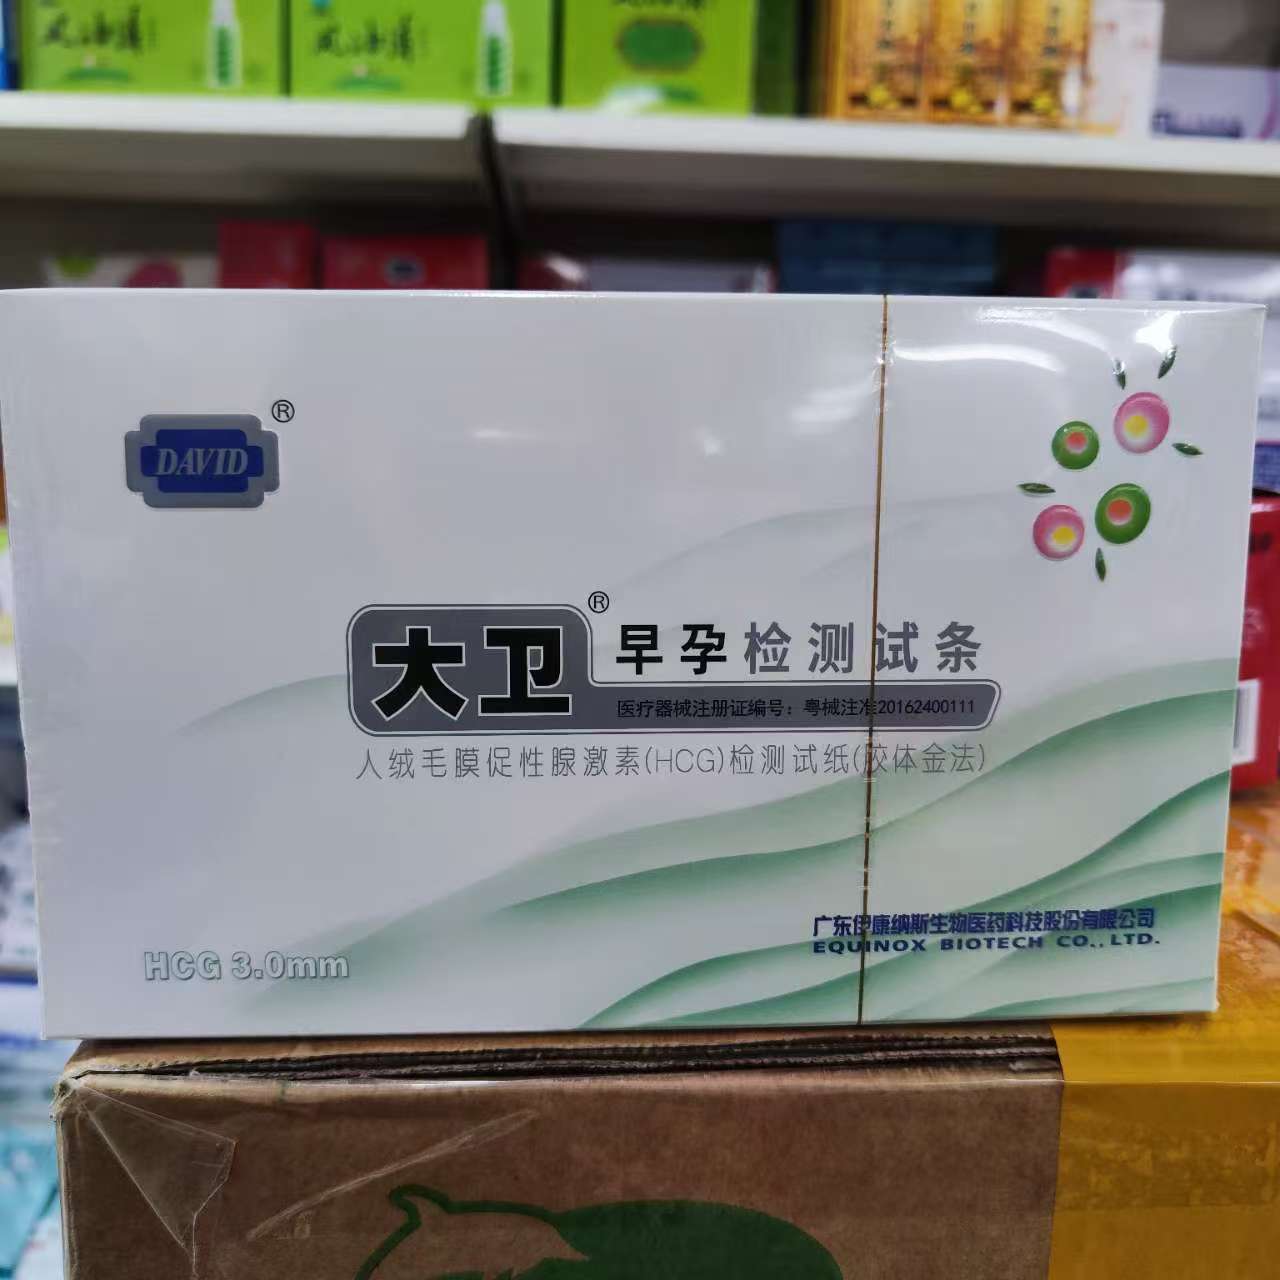 DAVID®
大卫® 早孕检测试条
医疗器械注册证编号：粤械注准20162400111
人绒毛膜促性腺激素(HCG)检测试纸(胶体金法)
广东伊康纳斯生物医药科技股份有限公司
EQUINOX BIOTECH CO., LTD.
HCG 3.0mm